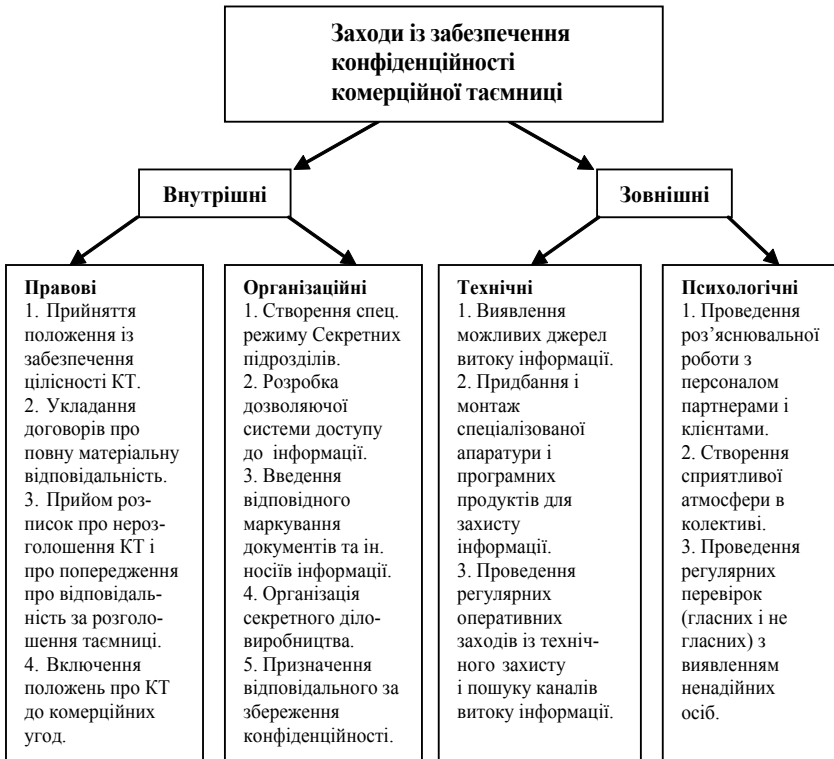 Заходи із забезпечення
конфіденційності
комерційної таємниці
Внутрішні
Зовнішні
Правові
1. Прийняття
положення із
забезпечення
цілісності КТ.
2. Укладання
договорів про
повну матеріальну
відповідальність.
3. Прийом роз-
писок про нероз-
голошення КТ і
про попередження
про відповідаль-
ність за розголо-
шення таємниці.
4. Включення
положень про КТ
до комерційних
угод.
Організаційні
1. Створення спец.
режиму Секретних
підрозділів.
2. Розробка
дозволяючої
системи доступу
до інформації.
3. Введення
відповідного
маркування
документів та ін.
носіїв інформації.
4. Організація
секретного діло-
виробництва.
5. Призначення
відповідального за
збереження
конфіденційності.
Технічні
1. Виявлення
можливих джерел
витоку інформації.
2. Придбання і
монтаж
спеціалізованої
апаратури і
програмних
продуктів для
захисту
інформації.
3. Проведення
регулярних
оперативних
заходів із техніч-
ного захисту
і пошуку каналів
витоку інформації.
Психологічні
1. Проведення
роз’яснювальної
роботи з
персоналом
партнерами і
клієнтами.
2. Створення
сприятливої
атмосфери в
колективі.
3. Проведення
регулярних
перевірок
(гласних і не
гласних) з
виявленням
ненадійних
осіб.